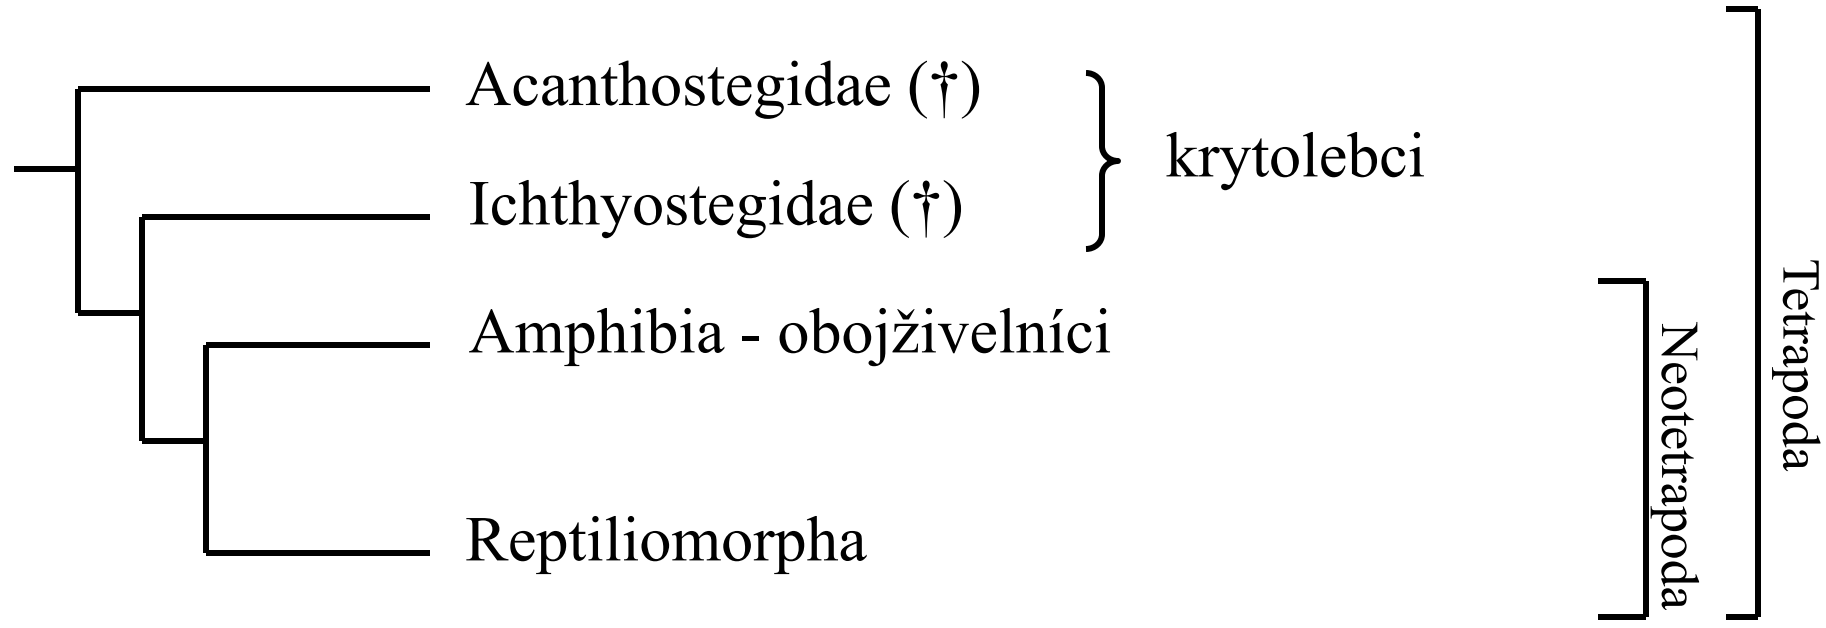 Acanthostegidae (†)
krytolebci
Ichthyostegidae (†)
Amphibia - obojživelníci
Reptiliomorpha
Neotetrapoda
Tetrapoda